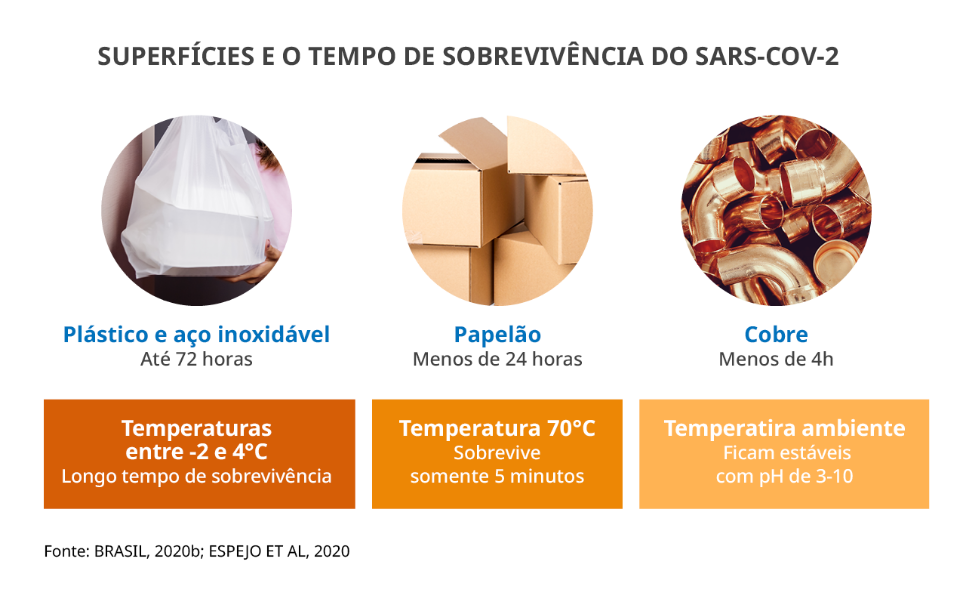 SUPERFÍCIES E O TEMPO DE SOBREVIVÊNCIA DO SARS-COV-2
Plástico e aço inoxidável
Até 72 horas
Papelão
Menos de 24 horas
Cobre
Menos de 4h
Temperaturas
entre -2 e 4°C
Longo tempo de sobrevivência
Temperatura 70°C
Sobrevive
somente 5 minutos
Temperatira ambiente
Ficam estáveis
com pH de 3-10
Fonte: BRASIL, 2020b; ESPEJO ET AL, 2020